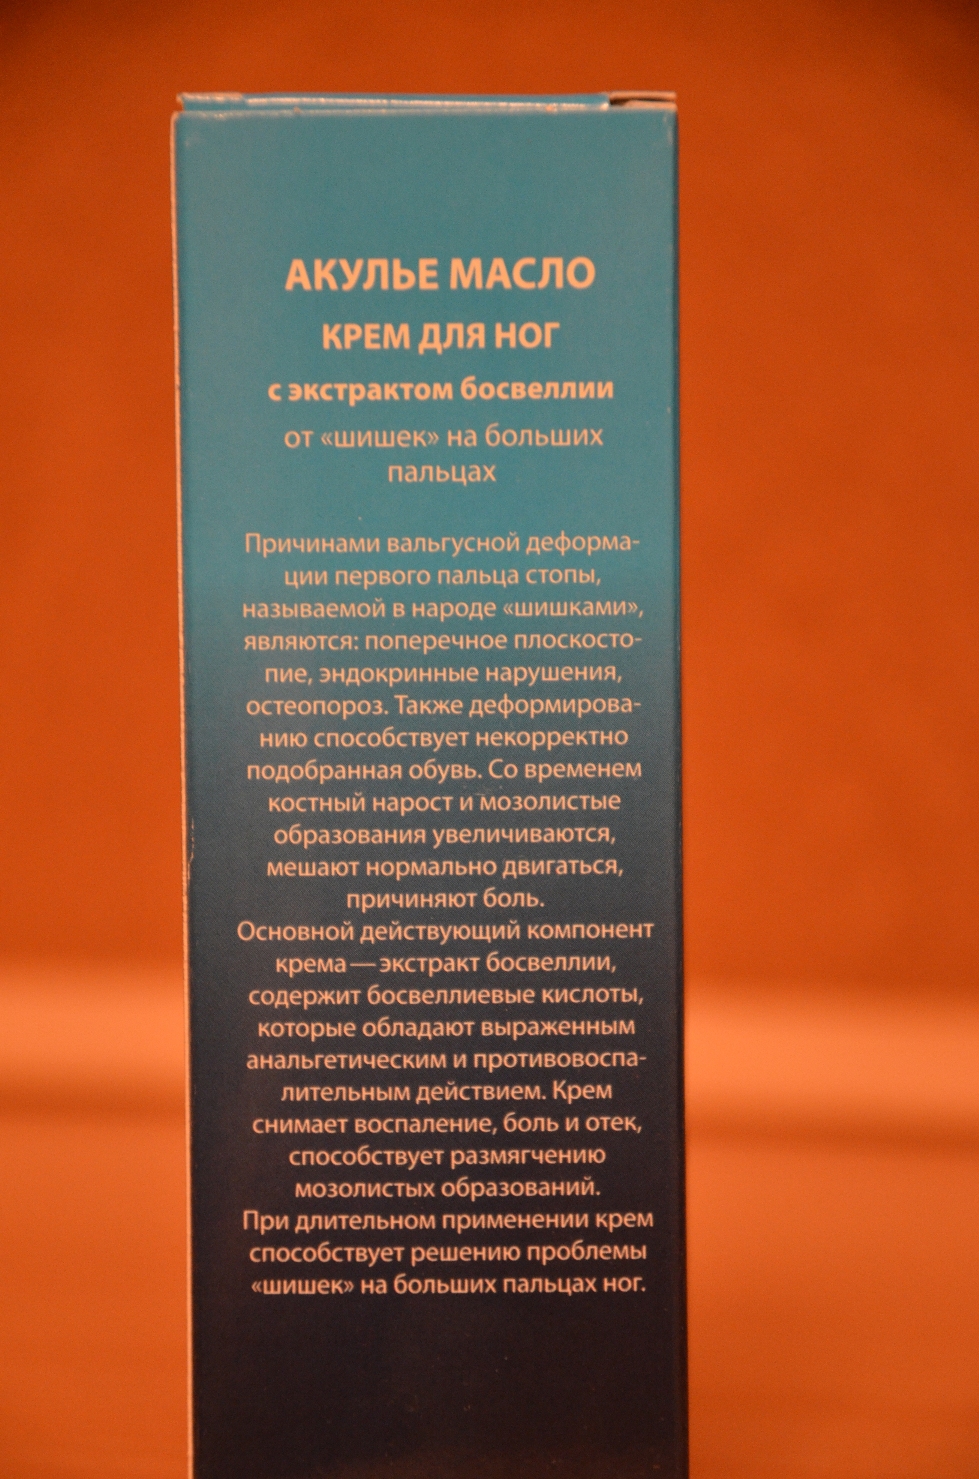 АКУЛЬЕ МАСЛО
КРЕМ ДЛЯ НОГ
с экстрактом босвеллии
от «шишек» на больших
пальцах
Причинами вальгусной деформа-
ции первого пальца стопы,
называемой в народе «шишками»,
являются: поперечное плоскосто-
пие, эндокринные нарушения,
остеопороз. Также деформирова-
нию способствует некорректно
подобранная обувь. Со временем
костный нарост и мозолистые
образования увеличиваются,
мешают нормально двигаться,
причиняют боль.
Основной действующий компонент
крема — экстракт босвеллии,
содержит босвеллиевые кислоты,
которые обладают выраженным
анальгетическим и противовоспа-
лительным действием. Крем
снимает воспаление, боль и отек,
способствует размягчению
мозолистых образований.
При длительном применении крем
способствует решению проблемы
«шишек» на больших пальцах ног.